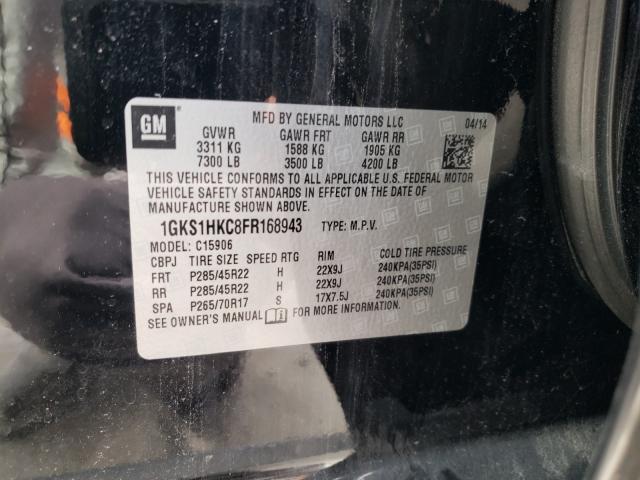 GM
MFD BY GENERAL MOTORS LLC 04/14
GVWR GAWR FRT GAWR RR
3311 KG 1588 KG 1905 KG
7300 LB 3500 LB 4200 LB
THIS VEHICLE CONFORMS TO ALL APPLICABLE U.S. FEDERAL MOTOR
VEHICLE SAFETY STANDARDS IN EFFECT ON THE DATE OF
MANUFACTURE SHOWN ABOVE.
1GKS1HKC8FR168943 TYPE: M.P.V.
MODEL: C15906
CBPJ TIRE SIZE SPEED RTG RIM COLD TIRE PRESSURE
FRT P285/45R22 H 22X9J 240KPA(35PSI)
RR P285/45R22 H 22X9J 240KPA(35PSI)
SPA P265/70R17 S 17X7.5J 240KPA(35PSI)
SEE OWNER'S MANUAL FOR MORE INFORMATION.